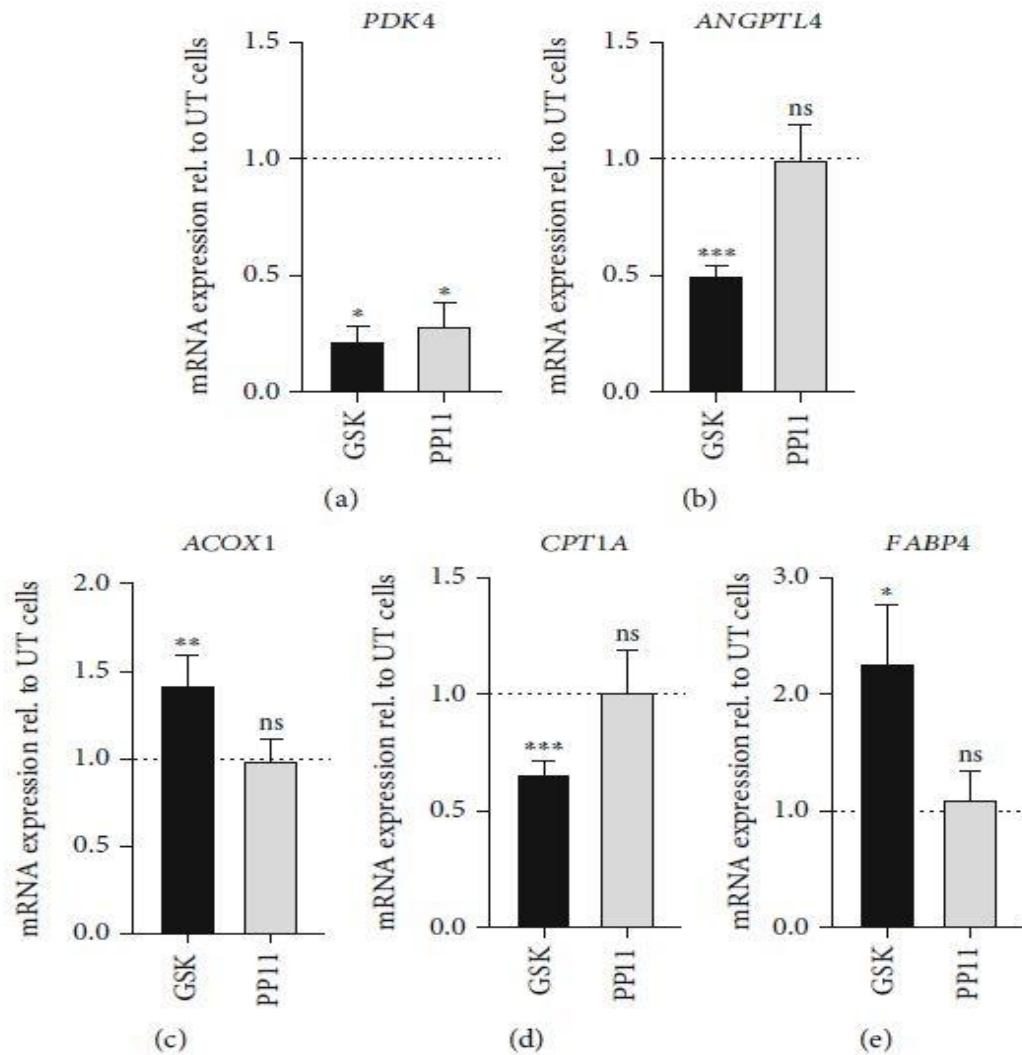 PDK4
mRNA expression rel. to UT cells
1.5
1.0
0.5
0.0
*
*
GSK
PP11
(a)
ANGPTL4
mRNA expression rel. to UT cells
1.5
1.0
0.5
0.0
***
ns
GSK
PP11
(b)
ACOX1
mRNA expression rel. to UT cells
2.0
1.5
1.0
0.5
0.0
**
ns
GSK
PP11
(c)
CPT1A
mRNA expression rel. to UT cells
1.5
1.0
0.5
0.0
***
ns
GSK
PP11
(d)
FABP4
mRNA expression rel. to UT cells
3.0
2.0
1.0
0.0
*
ns
GSK
PP11
(e)